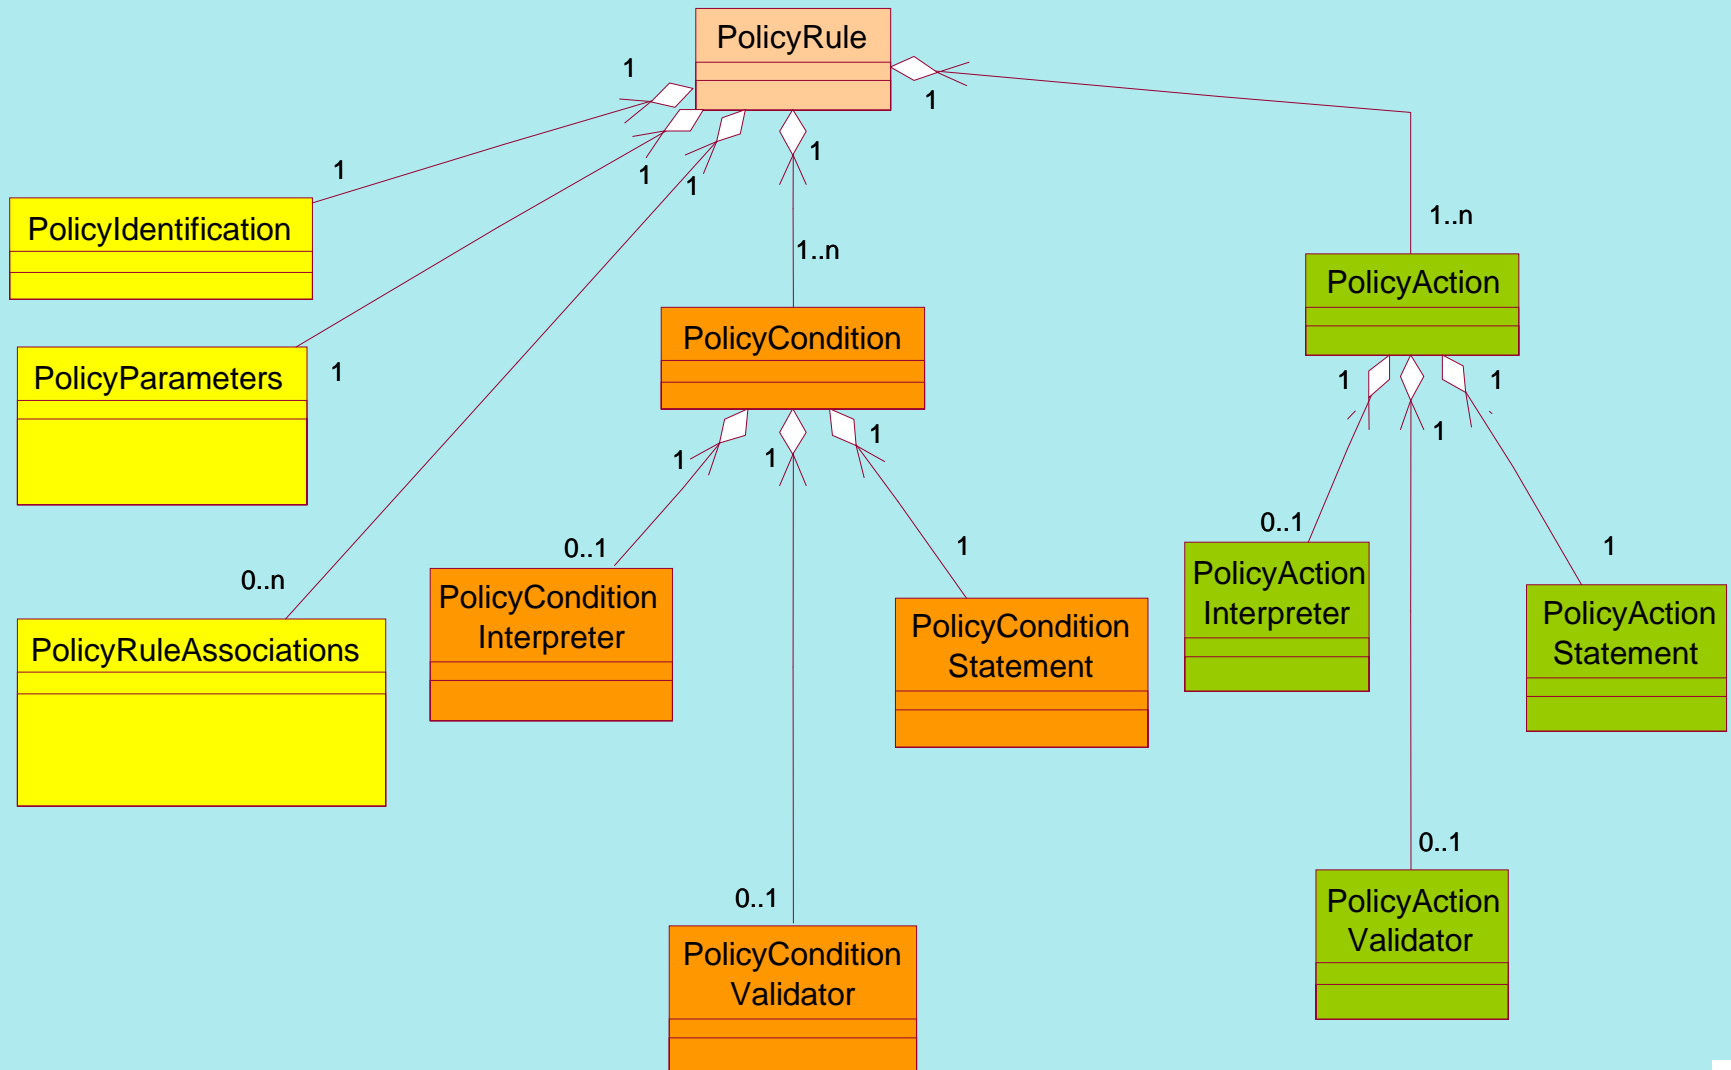 PolicyRule
1
1
1
1
1
1
PolicyIdentification
1..n
1..n
PolicyAction
PolicyCondition
PolicyParameters
1
1
1
1
1
1
1
0..1
0..1
1
1
0..n
PolicyCondition
Interpreter
PolicyCondition
Statement
PolicyAction
Interpreter
PolicyAction
Statement
PolicyRuleAssociations
0..1
0..1
PolicyAction
Validator
PolicyCondition
Validator